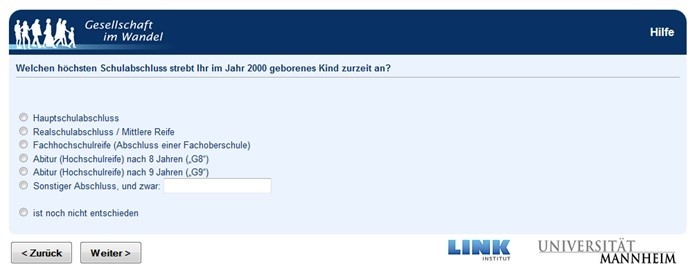 Gesellschaft
im Wandel
Hilfe
Welchen höchsten Schulabschluss strebt Ihr im Jahr 2000 geborenes Kind zurzeit an?
Hauptschulabschluss
Realschulabschluss / Mittlere Reife
Fachhochschulreife (Abschluss einer Fachoberschule)
Abitur (Hochschulreife) nach 8 Jahren („G8“)
Abitur (Hochschulreife) nach 9 Jahren („G9“)
Sonstiger Abschluss, und zwar:
ist noch nicht entschieden
< Zurück
Weiter >
LINK
INSTITUT
UNIVERSITÄT
MANNHEIM